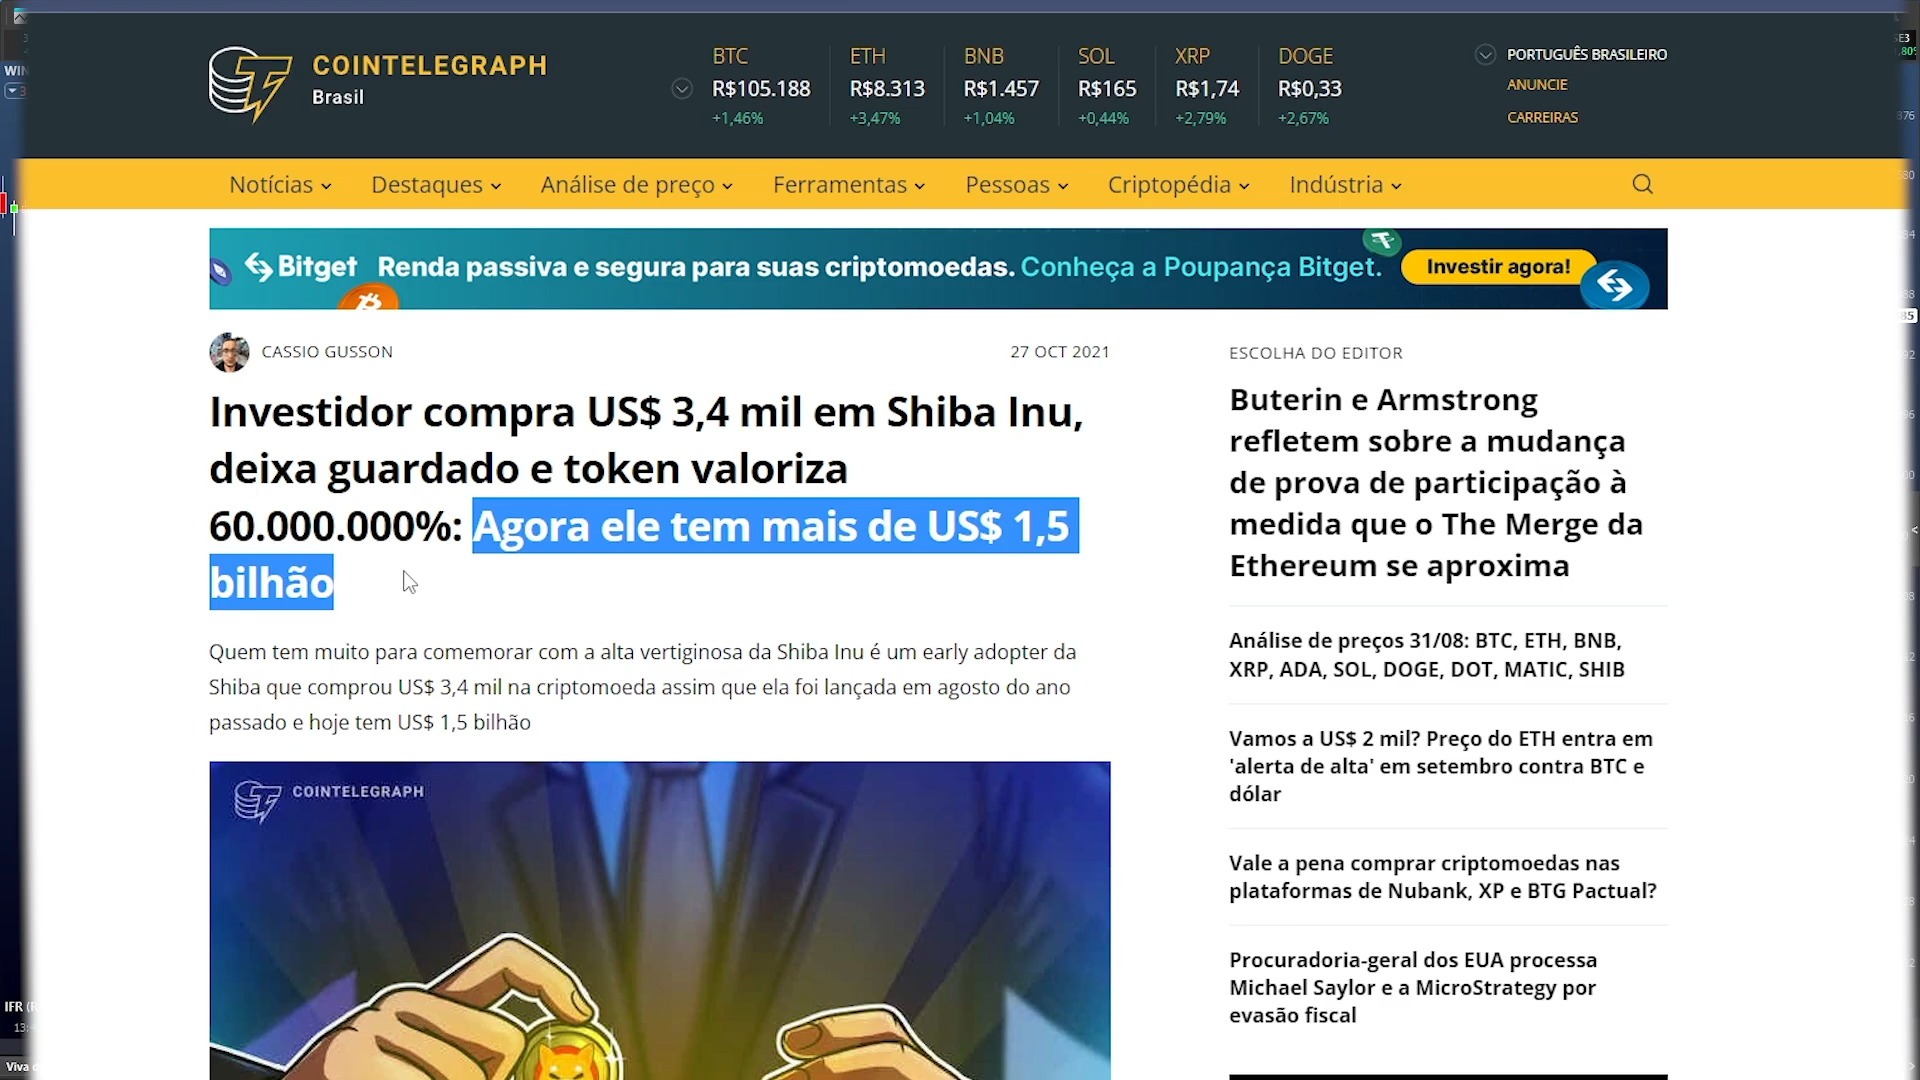 COINTELEGRAPH
Brasil
BTC
R$105.188
+1,46%
ETH
R$8.313
+3,47%
BNB
R$1.457
+1,04%
SOL
R$165
+0,44%
XRP
R$1,74
+2,79%
DOGE
R$0,33
+2,67%
PORTUGUÊS BRASILEIRO
ANUNCIE
CARREIRAS
Notícias
Destaques
Análise de preço
Ferramentas
Pessoas
Criptopédia
Indústria
Bitget Renda passiva e segura para suas criptomoedas. Conheça a Poupança Bitget.
Investir agora!
CASSIO GUSSON
27 OCT 2021
Investidor compra US$ 3,4 mil em Shiba Inu,
deixa guardado e token valoriza
60.000.000%: Agora ele tem mais de US$ 1,5
bilhão
Quem tem muito para comemorar com a alta vertiginosa da Shiba Inu é um early adopter da
Shiba que comprou US$ 3,4 mil na criptomoeda assim que ela foi lançada em agosto do ano
passado e hoje tem US$ 1,5 bilhão
COINTELEGRAPH
ESCOLHA DO EDITOR
Buterin e Armstrong
refletem sobre a mudança
de prova de participação à
medida que o The Merge da
Ethereum se aproxima
Análise de preços 31/08: BTC, ETH, BNB,
XRP, ADA, SOL, DOGE, DOT, MATIC, SHIB
Vamos a US$ 2 mil? Preço do ETH entra em
'alerta de alta' em setembro contra BTC e
dólar
Vale a pena comprar criptomoedas nas
plataformas de Nubank, XP e BTG Pactual?
Procuradoria-geral dos EUA processa
Michael Saylor e a MicroStrategy por
evasão fiscal
WIN
Viva